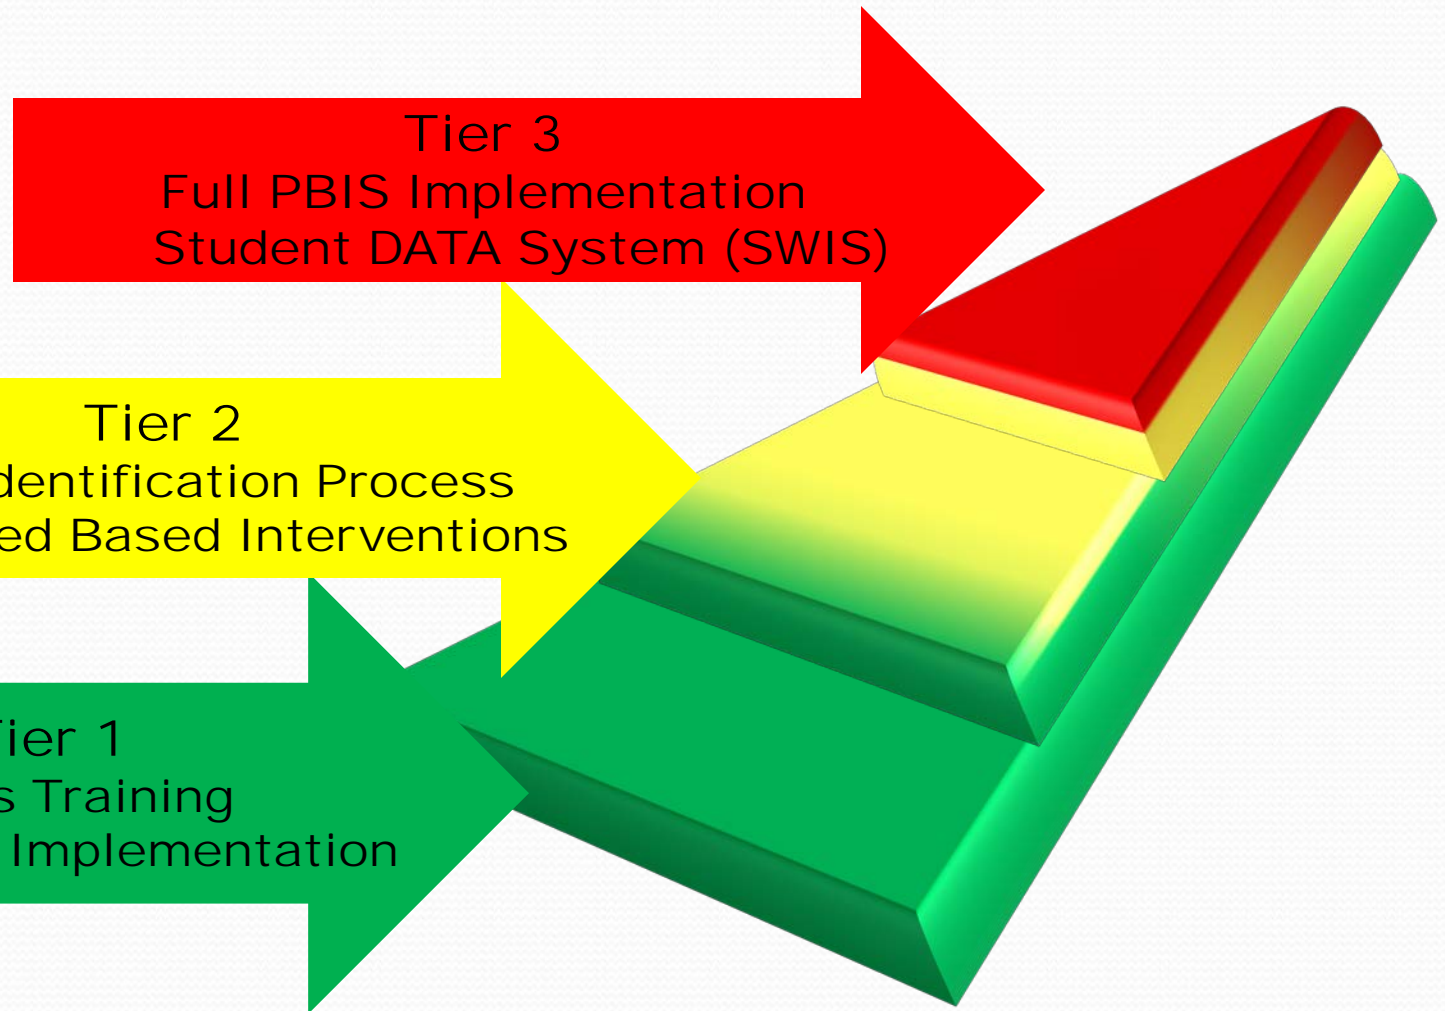 Tier 3
Full PBIS Implementation
Student DATA System (SWIS)
Tier 2
dentification Process
ed Based Interventions
ier 1
s Training
Implementation